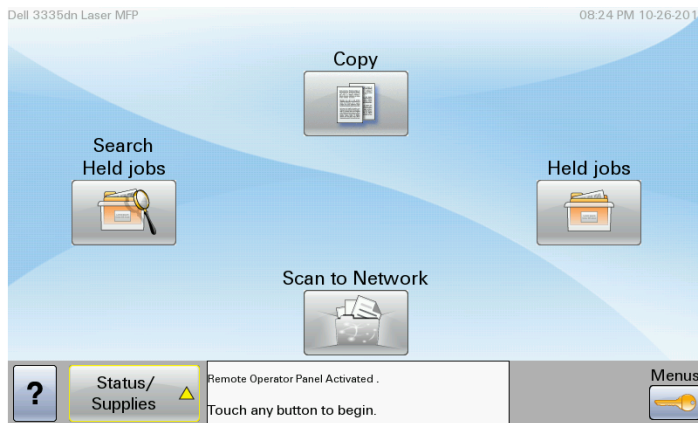 Dell 3335dn Laser MFP
08:24 PM 10-26-201
Copy
Search
Held jobs
Held jobs
Scan to Network
?
Status/
Supplies
Remote Operator Panel Activated .
Touch any button to begin.
Menus